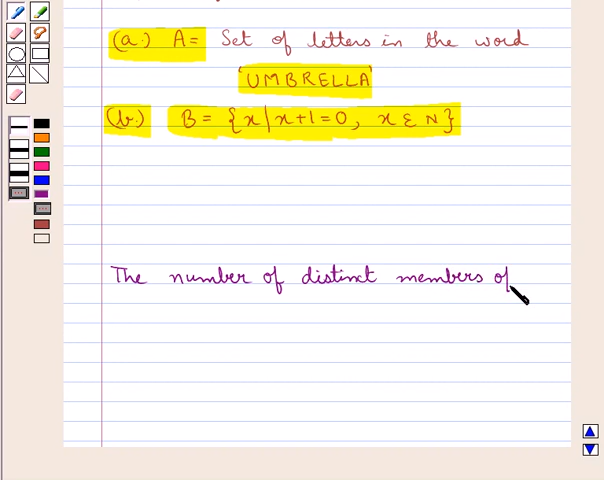 (a.) A = Set of letters in the word
'UMBRELLA'
(b.) B = {x | x+1=0, x ε N}
The number of distinct members of